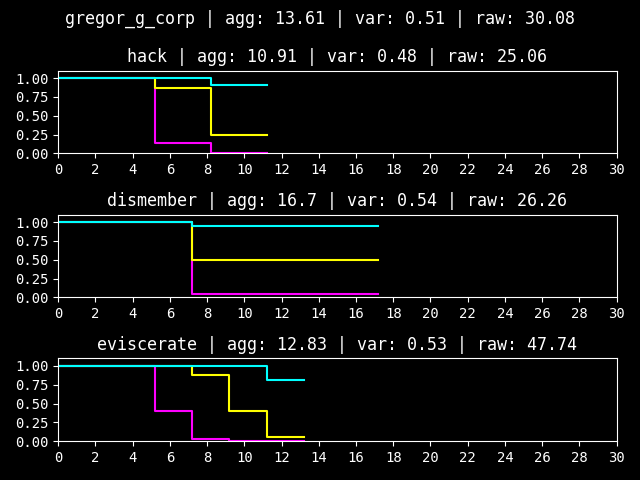 gregor_g_corp | agg: 13.61 | var: 0.51 | raw: 30.08
hack | agg: 10.91 | var: 0.48 | raw: 25.06
1.00
0.75
0.50
0.25
0.00
0 2 4 6 8 10 12 14 16 18 20 22 24 26 28 30
dismember | agg: 16.7 | var: 0.54 | raw: 26.26
1.00
0.75
0.50
0.25
0.00
0 2 4 6 8 10 12 14 16 18 20 22 24 26 28 30
eviscerate | agg: 12.83 | var: 0.53 | raw: 47.74
1.00
0.75
0.50
0.25
0.00
0 2 4 6 8 10 12 14 16 18 20 22 24 26 28 30